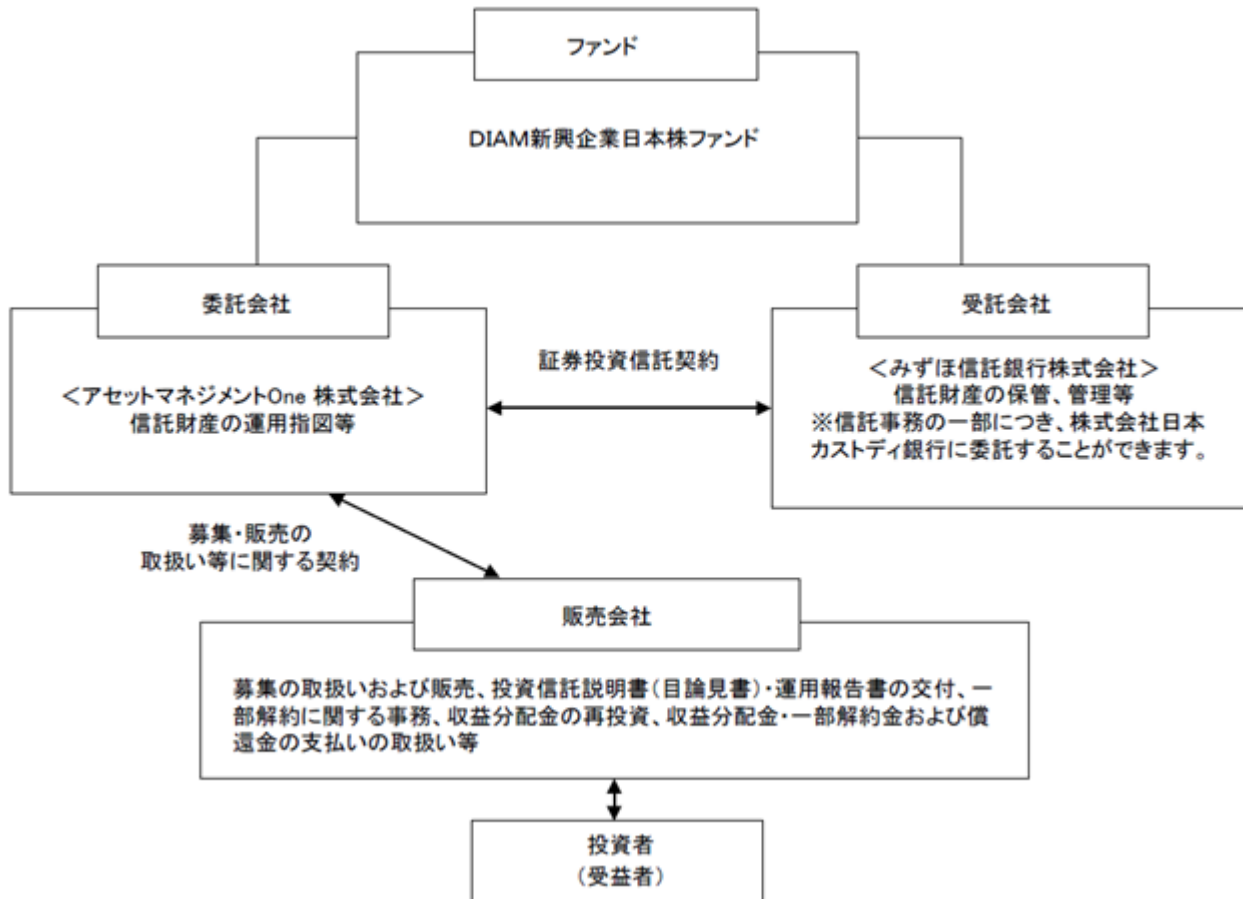 ファンド
DIAM新興企業日本株ファンド
委託会社
＜アセットマネジメントOne 株式会社＞
信託財産の運用指図等
証券投資信託契約
受託会社
＜みずほ信託銀行株式会社＞
信託財産の保管、管理等
※信託事務の一部につき、株式会社日本
カストディ銀行に委託することができます。
募集・販売の
取扱い等に関する契約
販売会社
募集の取扱いおよび販売、投資信託説明書（目論見書）・運用報告書の交付、一
部解約に関する事務、収益分配金の再投資、収益分配金・一部解約金および償
還金の支払いの取扱い等
投資者
（受益者）